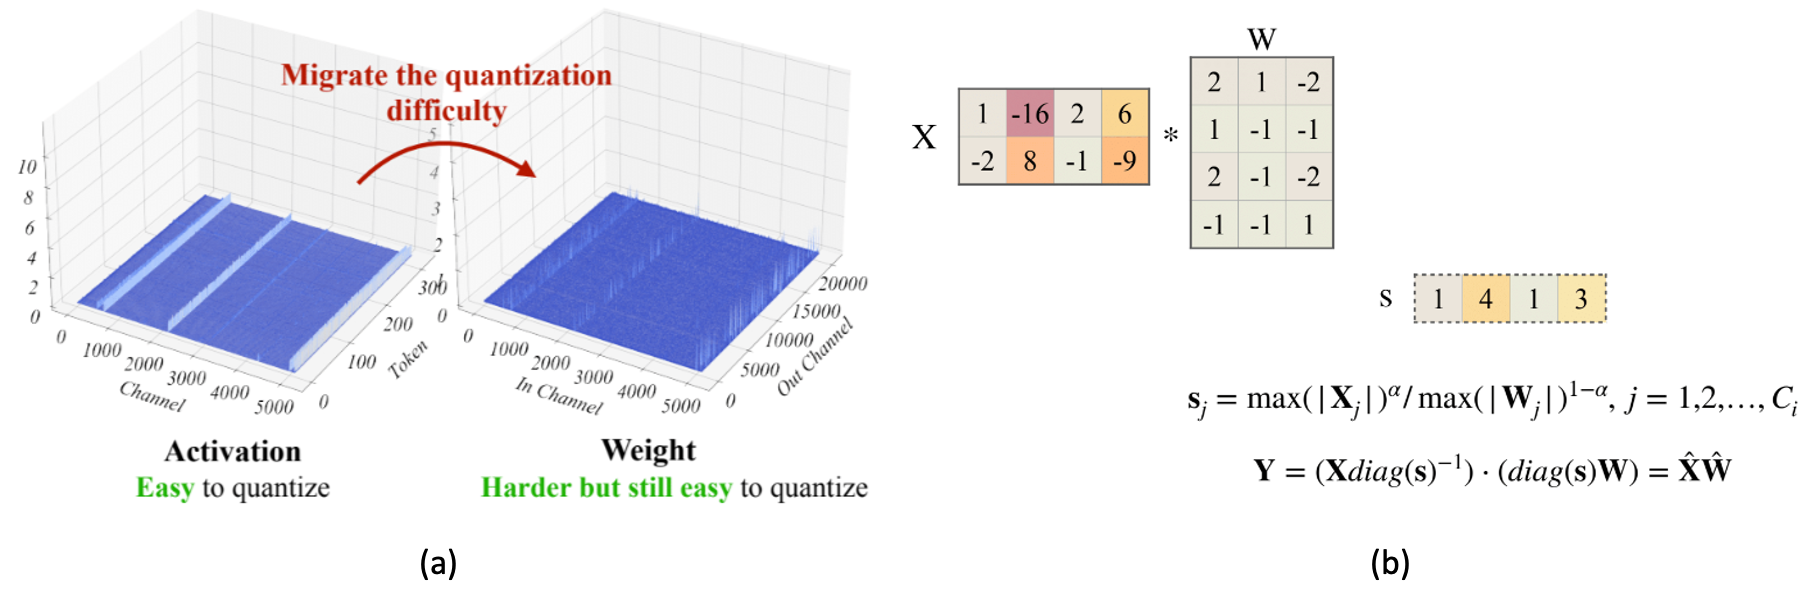 Migrate the quantization
difficulty
10
8
6
4
2
0
0
1000
2000
3000
4000
5000
Channel
0
100
200
300
Token
5
4
3
2
1
0
0
1000
2000
3000
4000
5000
In Channel
0
5000
10000
15000
20000
Out Channel
Activation
Easy to quantize
Weight
Harder but still easy to quantize
(a)
W
X
1 -16 2 6
-2 8 -1 -9
*
2 1 -2
1 -1 -1
2 -1 -2
-1 -1 1
s 1 4 1 3
s_j = max(|X_j|)^α / max(|W_j|)^{1−α}, j = 1,2,…, C_i
Y = (Xdiag(s)^{−1}) · (diag(s)W) = X̂Ŵ
(b)